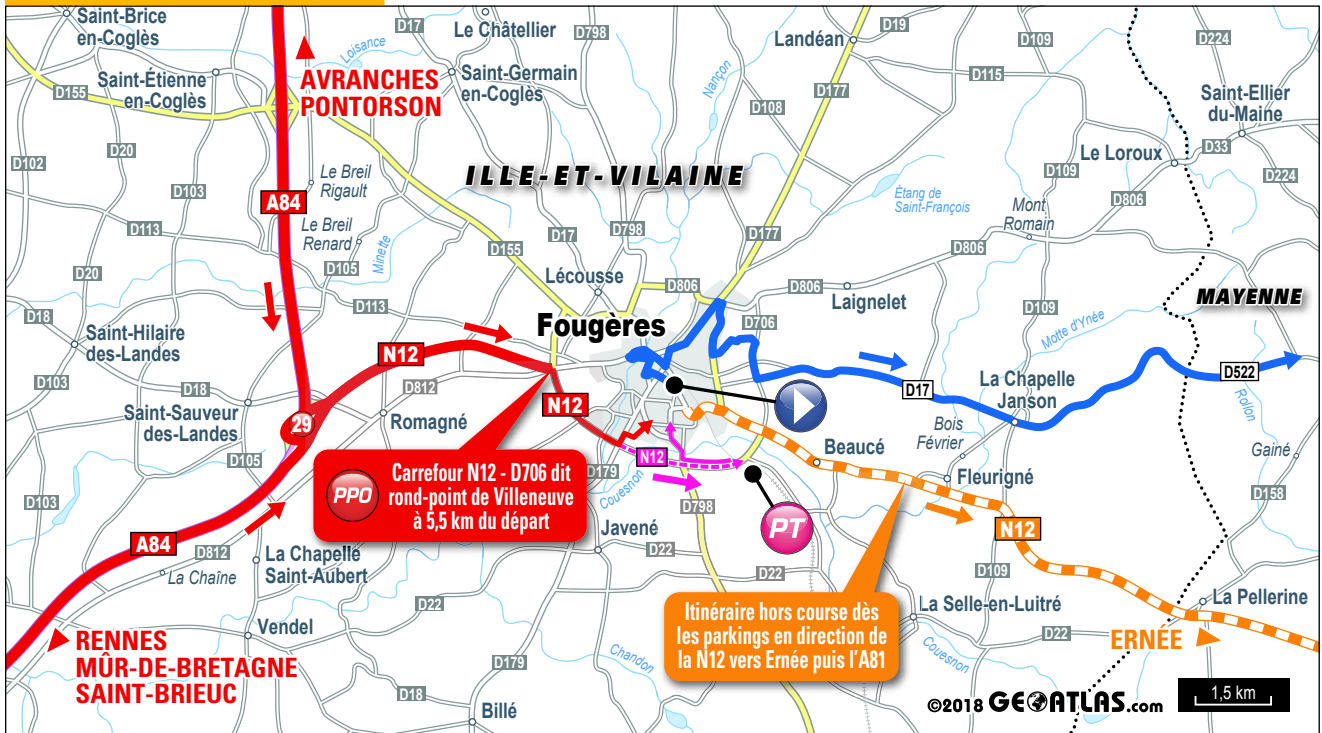 Saint-Brice
en-Coglès
D17
Le Châtellier
D798
Landéan
D19
D109
D224
Loisance
Saint-Étienne
en-Coglès
AVRANCHES
PONTORSON
Saint-Germain
en-Coglès
Nançon
D177
D115
D155
D108
Saint-Ellier
du-Maine
D102
D20
D103
Le Breil
Rigault
ILLE-ET-VILAINE
Le Loroux
D33
D109
D224
A84
Étang de
Saint-François
Mont
Romain
D806
D113
Le Breil
Renard
D155
D17
D798
D177
D806
D20
D105
Minette
Lécousse
D806
D806
Laignelet
MAYENNE
D18
D113
D109
Saint-Hilaire
des-Landes
Fougères
D706
Motte d'Ynée
N12
D812
D18
D17
La Chapelle
Janson
D522
Saint-Sauveur
des-Landes
29
Romagné
N12
Rollon
Bois
Février
Beaucé
Gainé
D105
N12
D179
Fleurigné
Couesnon
PPO
Carrefour N12 - D706 dit
rond-point de Villeneuve
à 5,5 km du départ
D103
D158
D798
PT
N12
A84
D812
La Chapelle
Saint-Aubert
La Chaîne
Javené
D22
D22
D109
D22
Itinéraire hors course dès
les parkings en direction de
la N12 vers Ernée puis l'A81
La Selle-en-Luitré
La Pellerine
Vendel
D22
ERNÉE
RENNES
MÛR-DE-BRETAGNE
SAINT-BRIEUC
D179
Chandon
Couesnon
D18
Billé
©2018 GEOATLAS.com
1,5 km